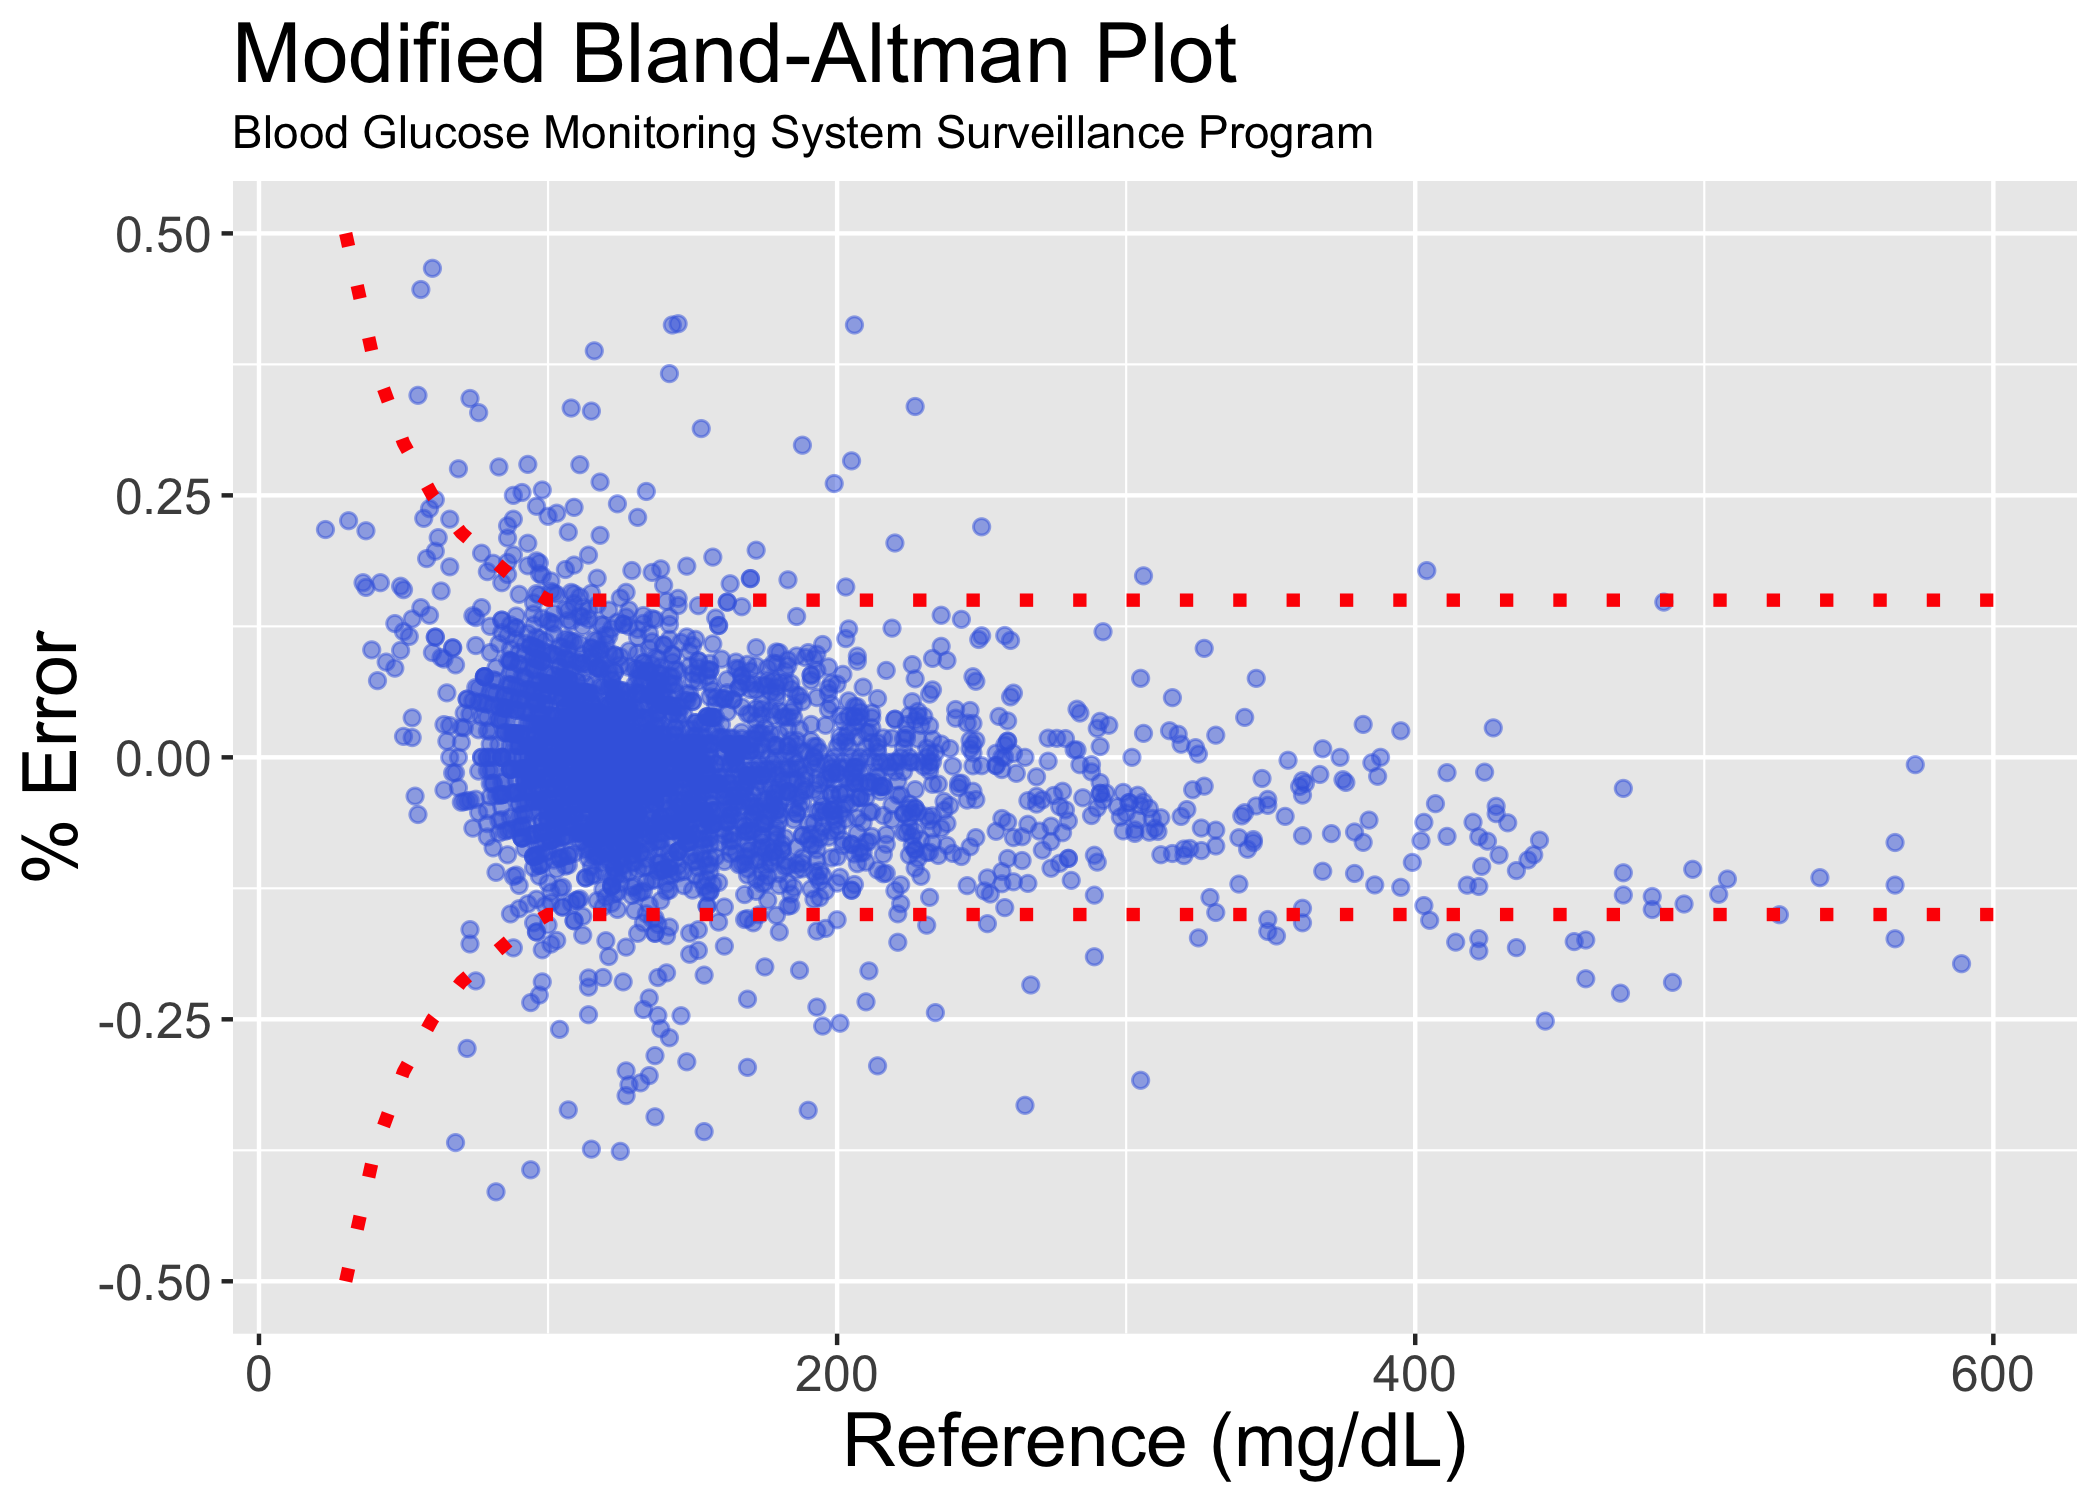 Modified Bland-Altman Plot
Blood Glucose Monitoring System Surveillance Program
% Error
0.50
0.25
0.00
-0.25
-0.50
0 200 400 600
Reference (mg/dL)